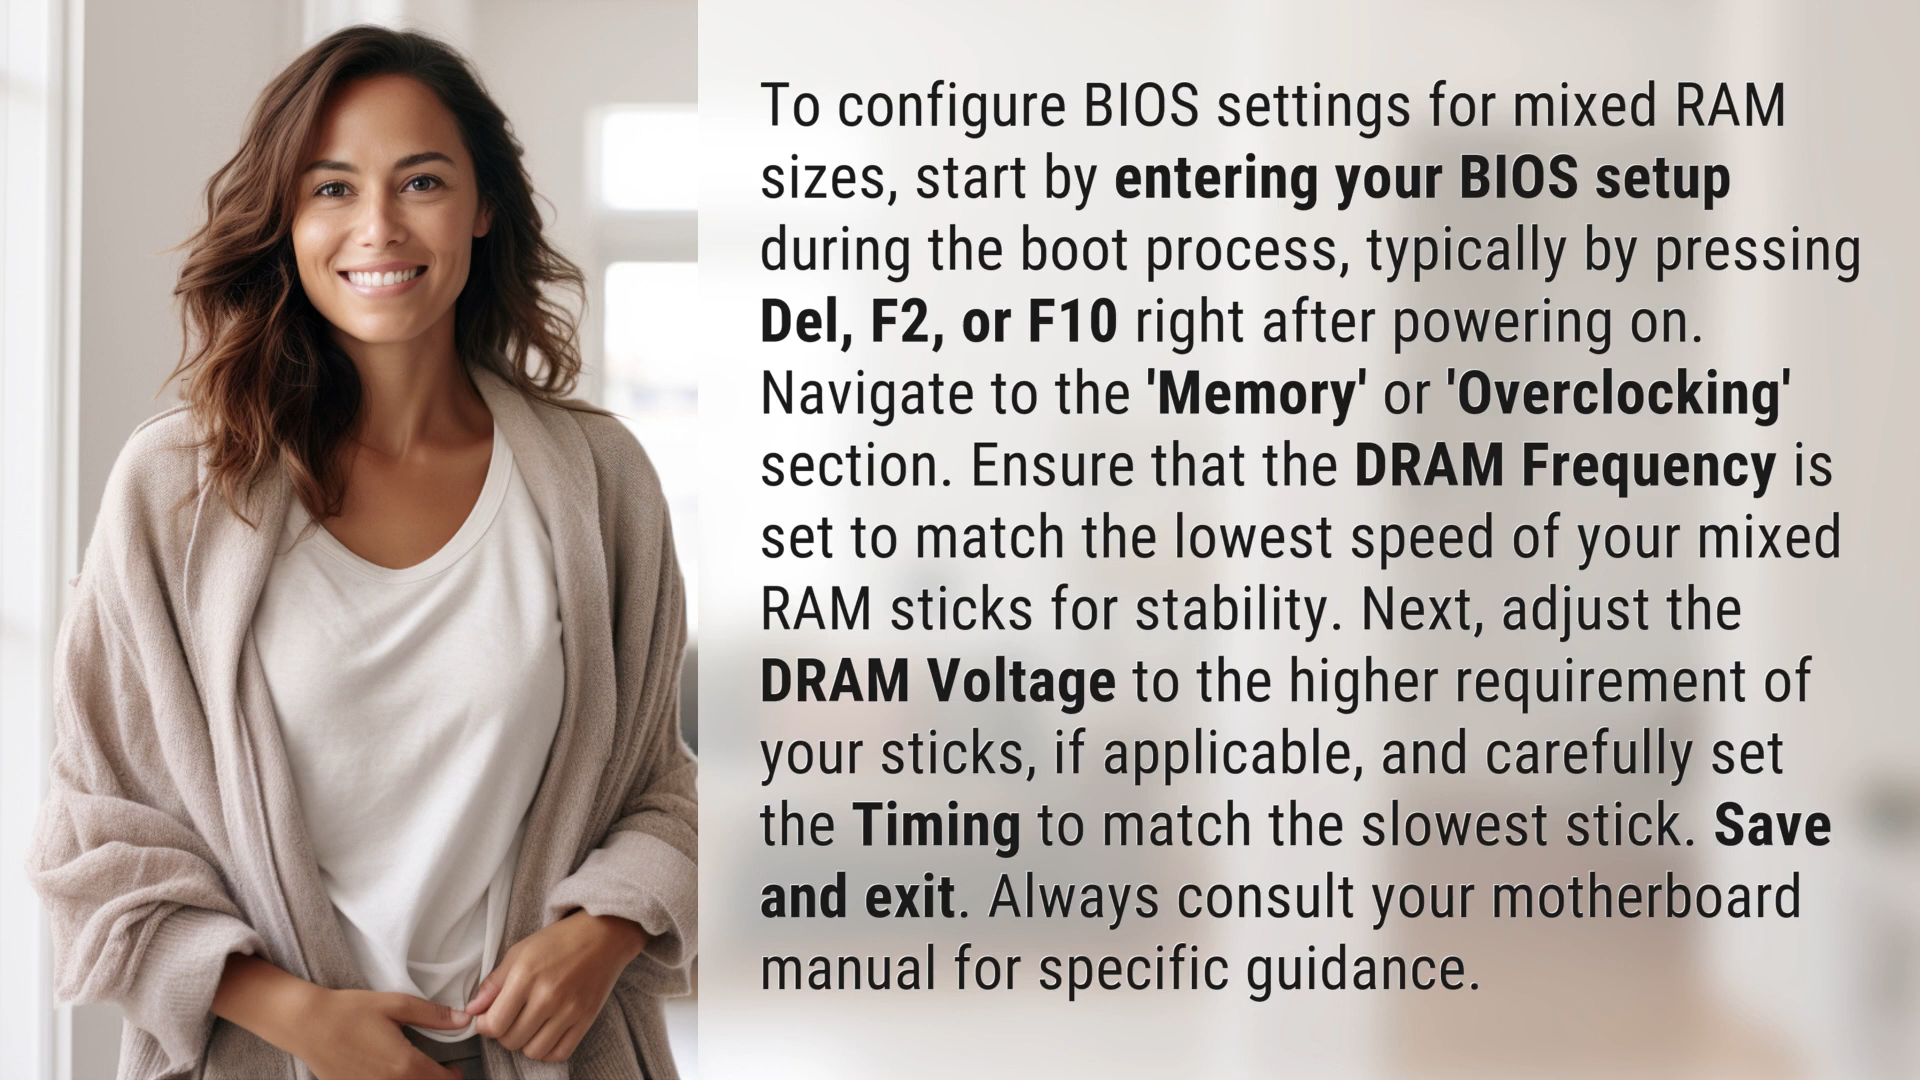 To configure BIOS settings for mixed RAM
sizes, start by entering your BIOS setup
during the boot process, typically by pressing
Del, F2, or F10 right after powering on.
Navigate to the 'Memory' or 'Overclocking'
section. Ensure that the DRAM Frequency is
set to match the lowest speed of your mixed
RAM sticks for stability. Next, adjust the
DRAM Voltage to the higher requirement of
your sticks, if applicable, and carefully set
the Timing to match the slowest stick. Save
and exit. Always consult your motherboard
manual for specific guidance.